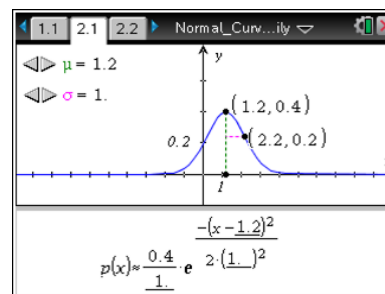 1.1 2.1 2.2 Normal_Curv...ily
μ = 1.2
σ = 1.
y
(1.2, 0.4)
(2.2, 0.2)
0.2
1
p(x)≈ 0.4/1. · e^(-(x-1.2)²/(2·(1.)²))